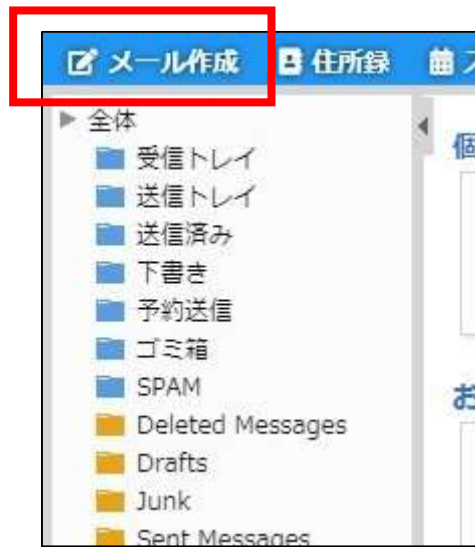 メール作成 住所録
全体
受信トレイ
送信トレイ
送信済み
下書き
予約送信
ゴミ箱
SPAM
Deleted Messages
Drafts
Junk
Sent Messages